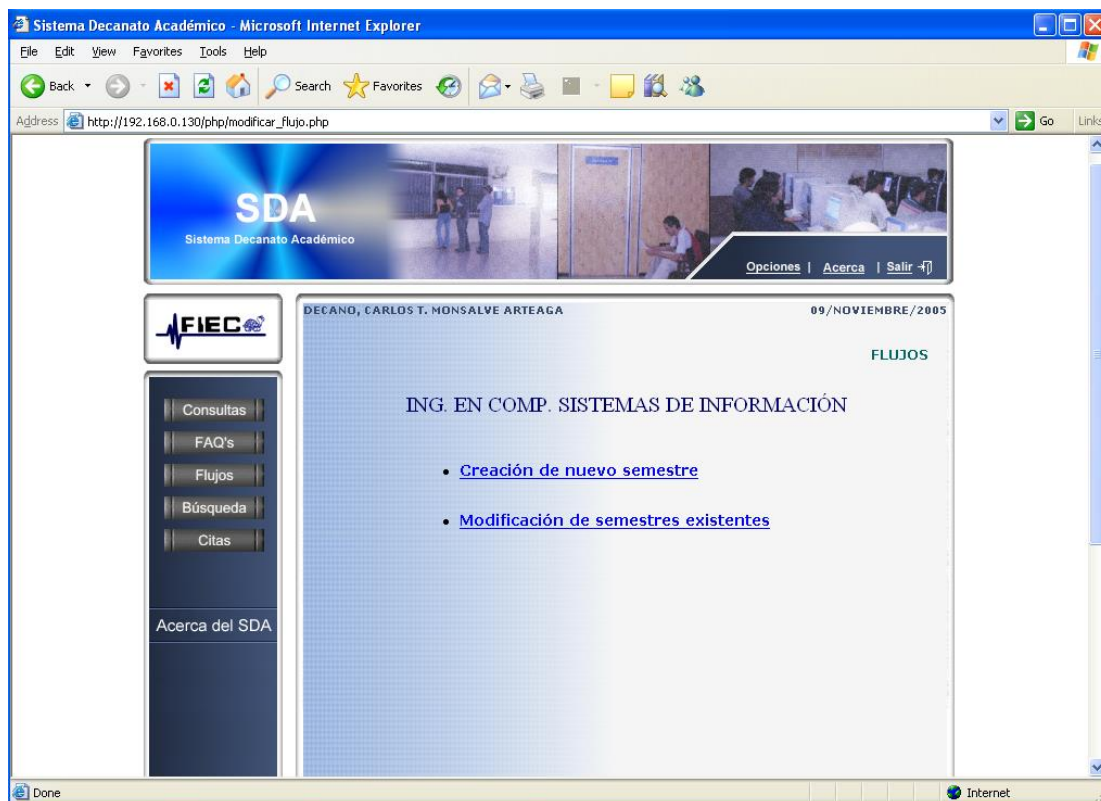 Sistema Decanato Académico - Microsoft Internet Explorer
File Edit View Favorites Tools Help
Back Search Favorites
Address http://192.168.0.130/php/modificar_flujo.php Go Links
SDA
Sistema Decanato Académico
Opciones | Acerca | Salir
FIEC
DECANO, CARLOS T. MONSALVE ARTEAGA 09/NOVIEMBRE/2005
FLUJOS
ING. EN COMP. SISTEMAS DE INFORMACIÓN
Consultas
FAQ's
Flujos
Búsqueda
Citas
Acerca del SDA
• Creación de nuevo semestre
• Modificación de semestres existentes
Done Internet